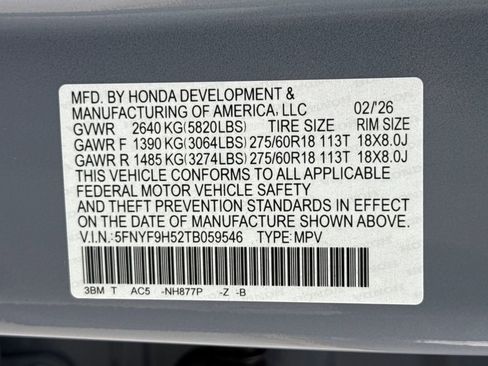 MFD. BY HONDA DEVELOPMENT &
MANUFACTURING OF AMERICA, LLC 02/'26
GVWR 2640 KG(5820LBS) TIRE SIZE RIM SIZE
GAWR F 1390 KG(3064LBS) 275/60R18 113T 18X8.0J
GAWR R 1485 KG(3274LBS) 275/60R18 113T 18X8.0J
THIS VEHICLE CONFORMS TO ALL APPLICABLE
FEDERAL MOTOR VEHICLE SAFETY
AND THEFT PREVENTION STANDARDS IN EFFECT
ON THE DATE OF MANUFACTURE SHOWN ABOVE.
V.I.N.: 5FNYF9H52TB059546 TYPE: MPV
3BM T AC5 -NH877P -Z -B